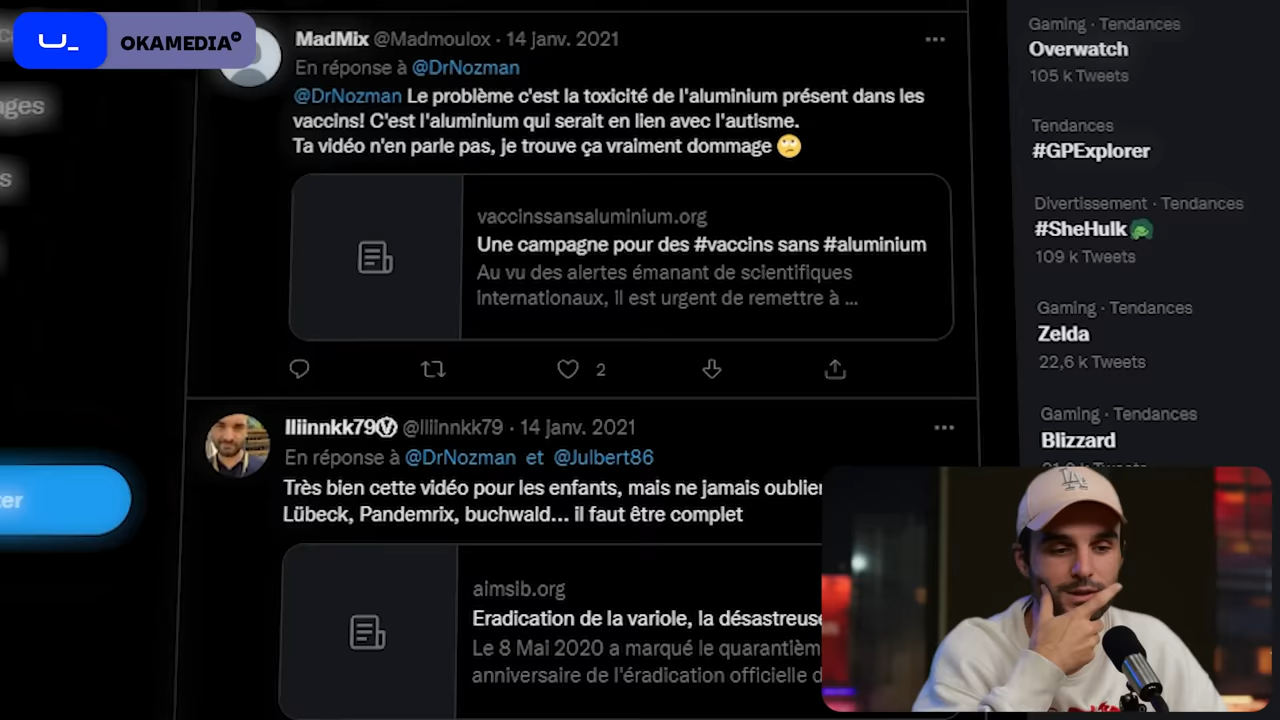 OKAMEDIA
ages
s
ter
MadMix @Madmoulox · 14 janv. 2021
En réponse à @DrNozman
@DrNozman Le problème c'est la toxicité de l'aluminium présent dans les
vaccins! C'est l'aluminium qui serait en lien avec l'autisme.
Ta vidéo n'en parle pas, je trouve ça vraiment dommage 🙄
vaccinssansaluminium.org
Une campagne pour des #vaccins sans #aluminium
Au vu des alertes émanant de scientifiques
internationaux, il est urgent de remettre à ...
2
lliinnkk79Ⓥ @lliinnkk79 · 14 janv. 2021
En réponse à @DrNozman et @Julbert86
Très bien cette vidéo pour les enfants, mais ne jamais oublier
Lübeck, Pandemrix, buchwald... il faut être complet
aimsib.org
Eradication de la variole, la désastreuse
Le 8 Mai 2020 a marqué le quarantièm
anniversaire de l'éradication officielle d
Gaming · Tendances
Overwatch
105 k Tweets
Tendances
#GPExplorer
Divertissement · Tendances
#SheHulk
109 k Tweets
Gaming · Tendances
Zelda
22,6 k Tweets
Gaming · Tendances
Blizzard
LA